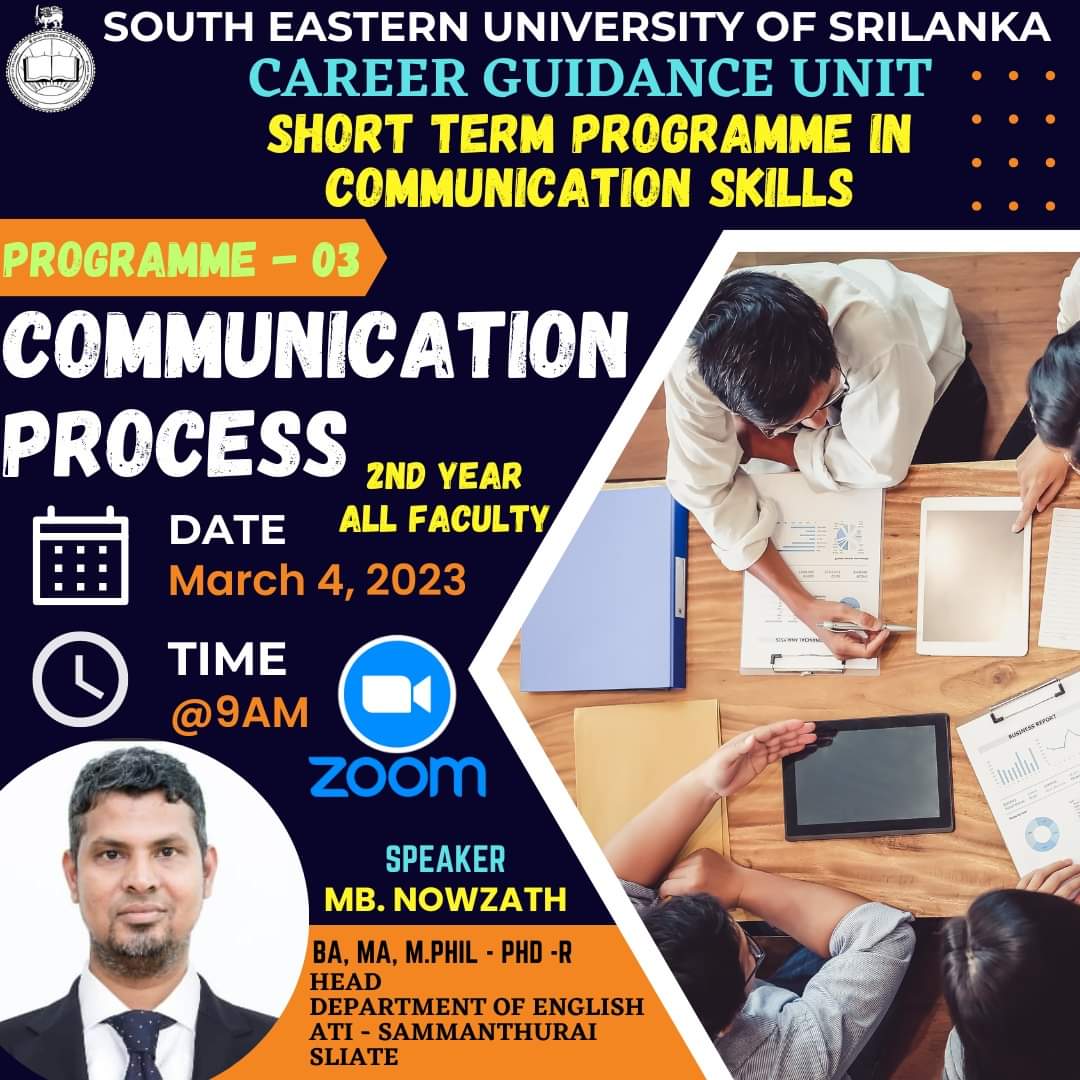 SOUTH EASTERN UNIVERSITY OF SRILANKA
CAREER GUIDANCE UNIT
SHORT TERM PROGRAMME IN
COMMUNICATION SKILLS
PROGRAMME - 03
COMMUNICATION
PROCESS
2ND YEAR
ALL FACULTY
DATE
March 4, 2023
TIME
@9AM
zoom
SPEAKER
MB. NOWZATH
BA, MA, M.PHIL - PHD -R
HEAD
DEPARTMENT OF ENGLISH
ATI - SAMMANTHURAI
SLIATE
BUSINESS REPORT